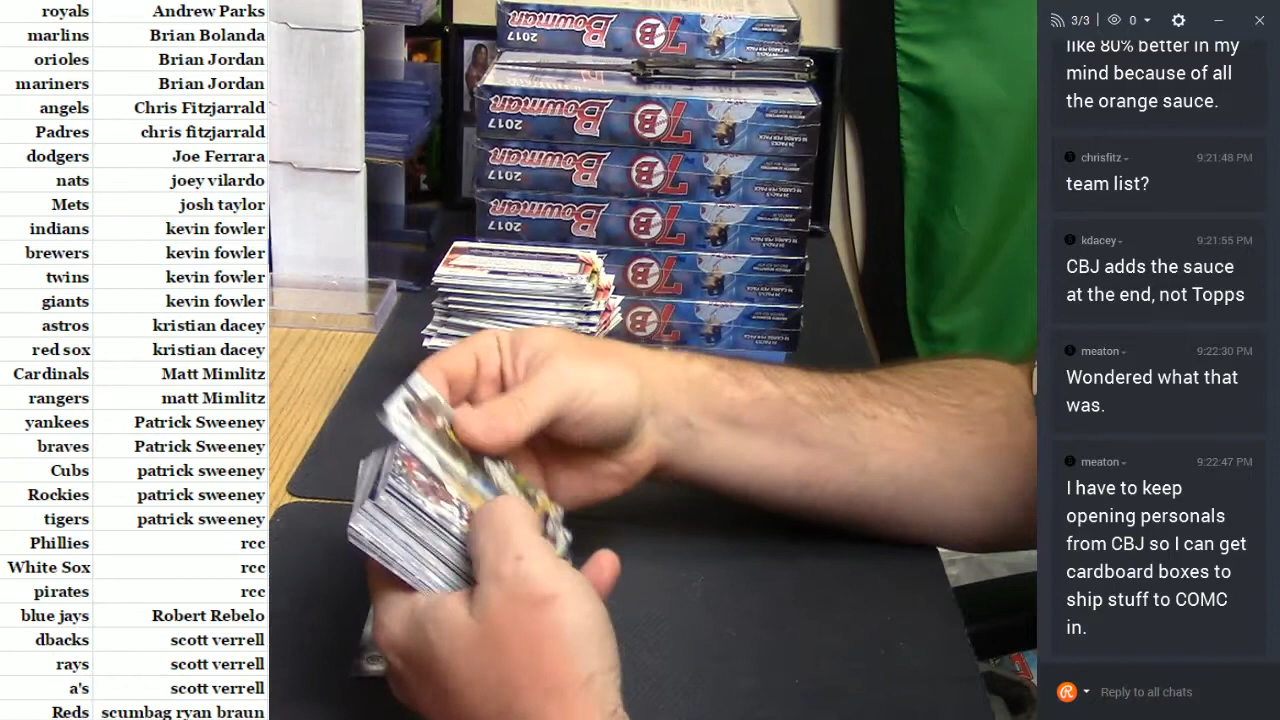 royals Andrew Parks
marlins Brian Bolanda
orioles Brian Jordan
mariners Brian Jordan
angels Chris Fitzjarrald
Padres chris fitzjarrald
dodgers Joe Ferrara
nats joey vilardo
Mets josh taylor
indians kevin fowler
brewers kevin fowler
twins kevin fowler
giants kevin fowler
astros kristian dacey
red sox kristian dacey
Cardinals Matt Mimlitz
rangers matt Mimlitz
yankees Patrick Sweeney
braves Patrick Sweeney
Cubs patrick sweeney
Rockies patrick sweeney
tigers patrick sweeney
Phillies rcc
White Sox rcc
pirates rcc
blue jays Robert Rebelo
dbacks scott verrell
rays scott verrell
a's scott verrell
Reds scumbag ryan braun
2017 Bowman 7B
2017 Bowman 7B
2017 Bowman 7B
2017 Bowman 7B
7B
7B
3/3 0
like 80% better in my
mind because of all
the orange sauce.
chrisfitz 9:21:48 PM
team list?
kdacey 9:21:55 PM
CBJ adds the sauce
at the end, not Topps
meaton 9:22:30 PM
Wondered what that
was.
meaton 9:22:47 PM
I have to keep
opening personals
from CBJ so I can get
cardboard boxes to
ship stuff to COMC
in.
Reply to all chats